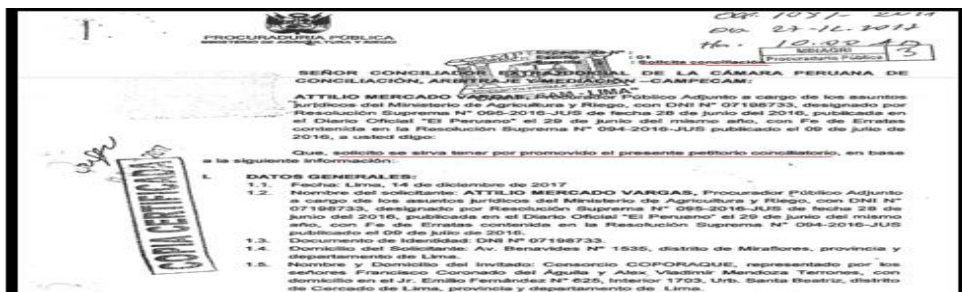 PROCURADURÍA PÚBLICA
MINISTERIO DE AGRICULTURA Y RIEGO
27-12-2017
10:00 AM
MINAGRI
Procuraduría Pública
3
Expediente N° :
: 01
: Solicita conciliación
SEÑOR CONCILIADOR EXTRAJUDICIAL DE LA CÁMARA PERUANA DE
CONCILIACIÓN, ARBITRAJE Y MEDIACIÓN –CAMPECAM:
ATTILIO MERCADO VARGAS, Procurador Público Adjunto a cargo de los asuntos
jurídicos del Ministerio de Agricultura y Riego, con DNI N° 07198733, designado por
Resolución Suprema N° 095-2016-JUS de fecha 28 de junio del 2016, publicada en
el Diario Oficial "El Peruano" el 29 de junio del mismo año, con Fe de Erratas
contenida en la Resolución Suprema N° 094-2016-JUS publicado el 09 de julio de
2016, a usted digo:
Que, solicito se sirva tener por promovido el presente petitorio conciliatorio, en base
a la siguiente información:
I. DATOS GENERALES:
1.1. Fecha: Lima, 14 de diciembre de 2017
1.2. Nombre del solicitante: ATTILIO MERCADO VARGAS, Procurador Público Adjunto
a cargo de los asuntos jurídicos del Ministerio de Agricultura y Riego, con DNI N°
07198733, designado por Resolución Suprema N° 095-2016-JUS de fecha 28 de
junio del 2016, publicada en el Diario Oficial "El Peruano" el 29 de junio del mismo
año, con Fe de Erratas contenida en la Resolución Suprema N° 094-2016-JUS
publicado el 09 de julio de 2016.
1.3. Documento de Identidad: DNI N° 07198733.
1.4. Domicilio del Solicitante: Av. Benavides N° 1535, distrito de Miraflores, provincia y
departamento de Lima.
1.5. Nombre y Domicilio del Invitado: Consorcio COPORAQUE, representado por los
señores Francisco Coronado del Águila y Alex Vladimir Mendoza Terrones, con
domicilio en el Jr. Emilio Fernández N° 625, Interior 1703, Urb. Santa Beatriz, distrito
de Cercado de Lima, provincia y departamento de Lima.
COPIA CERTIFICADA